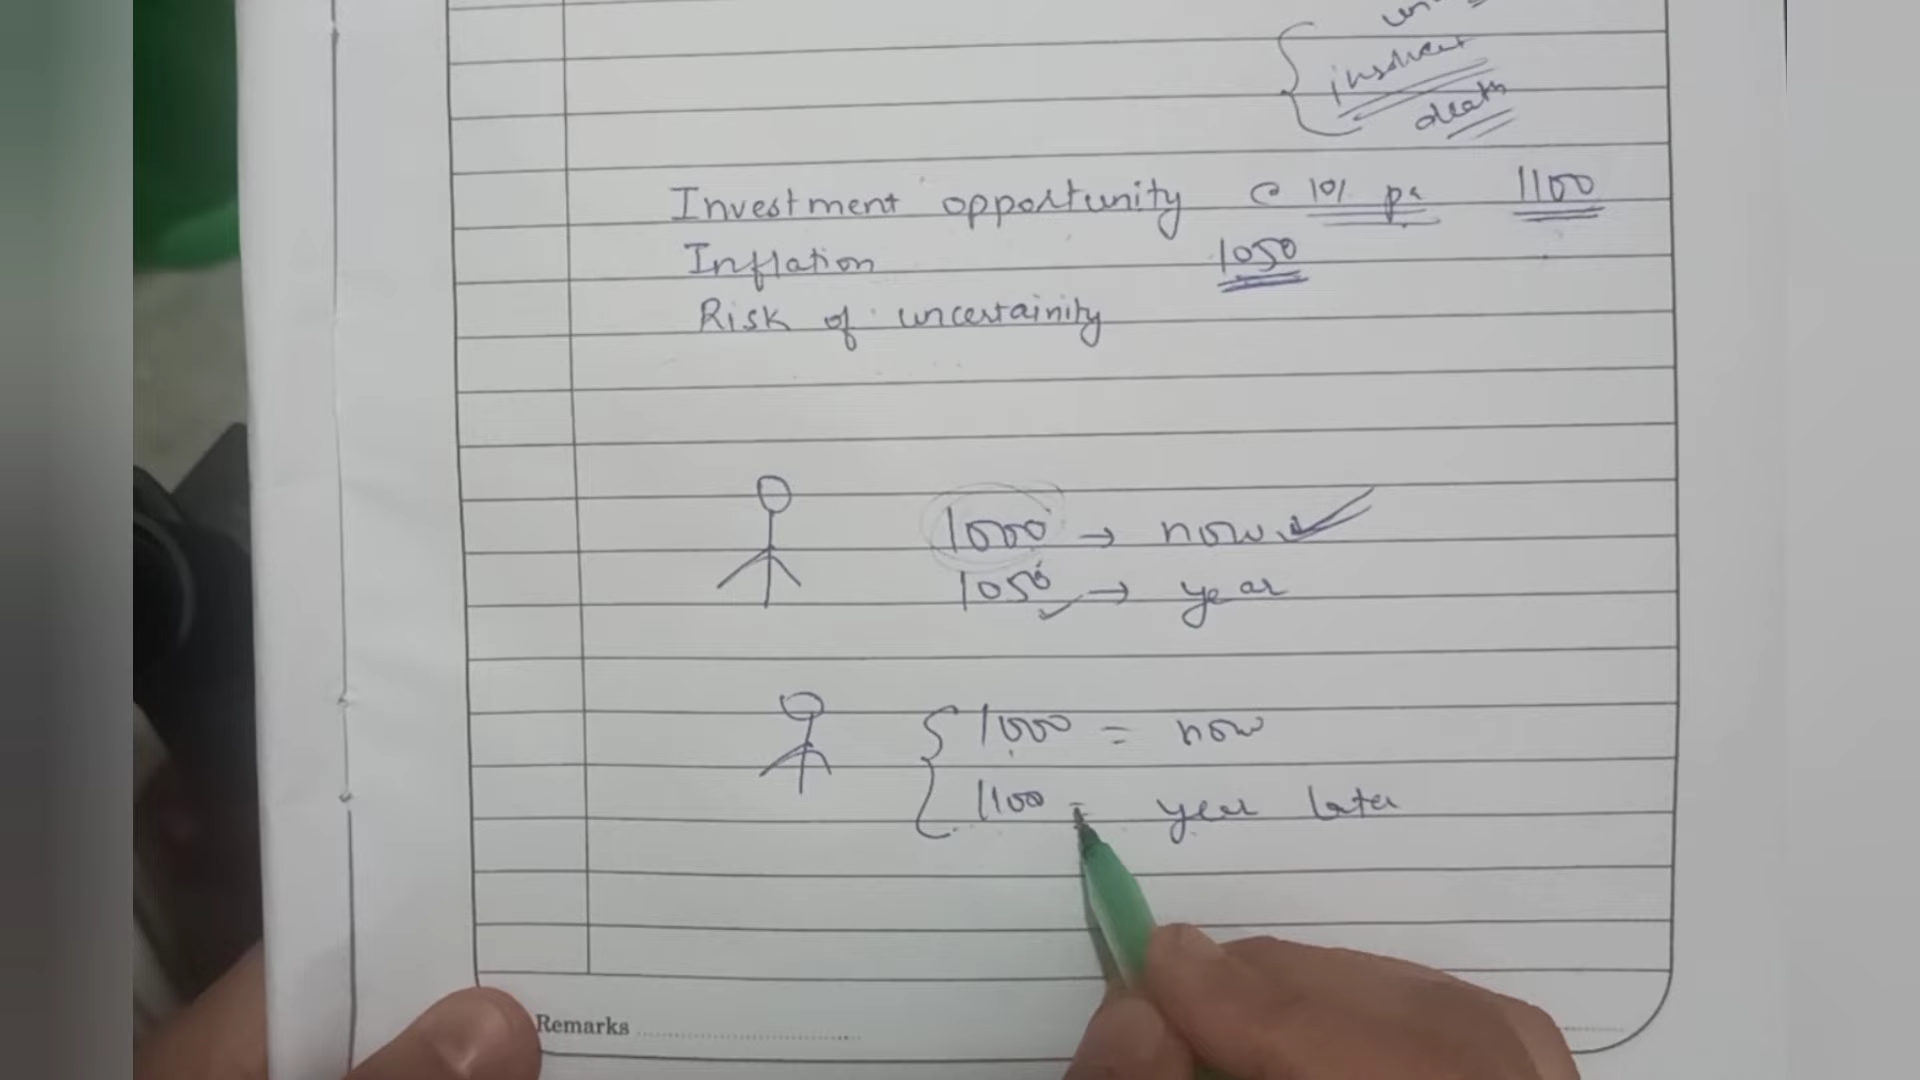 insolvent
death
Investment opportunity @ 10% pa 1100
Inflation 1050
Risk of uncertainity
1000 → now
1050 → year
1000 = now
1100 = year later
Remarks